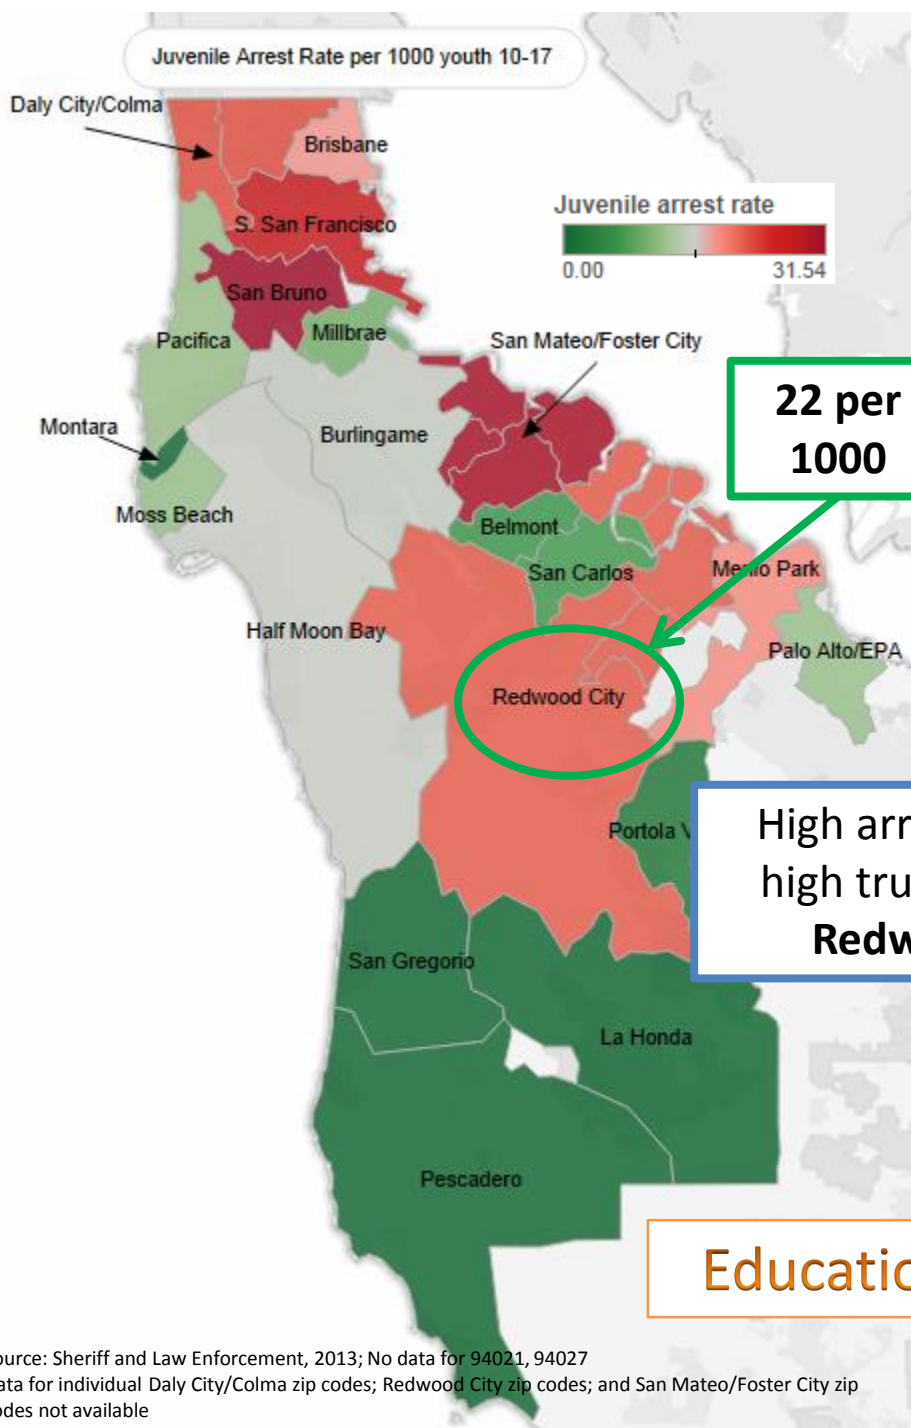 Juvenile Arrest Rate per 1000 youth 10-17
Daly City/Colma
Brisbane
Juvenile arrest rate
0.00 31.54
S. San Francisco
San Bruno
Pacifica
Millbrae
San Mateo/Foster City
22 per
1000
Montara
Burlingame
Moss Beach
Belmont
San Carlos
Menlo Park
Half Moon Bay
Palo Alto/EPA
Redwood City
Portola V
High arr
high tru
Redw
San Gregorio
La Honda
Pescadero
Educatio
ource: Sheriff and Law Enforcement, 2013; No data for 94021, 94027
ata for individual Daly City/Colma zip codes; Redwood City zip codes; and San Mateo/Foster City zip
odes not available